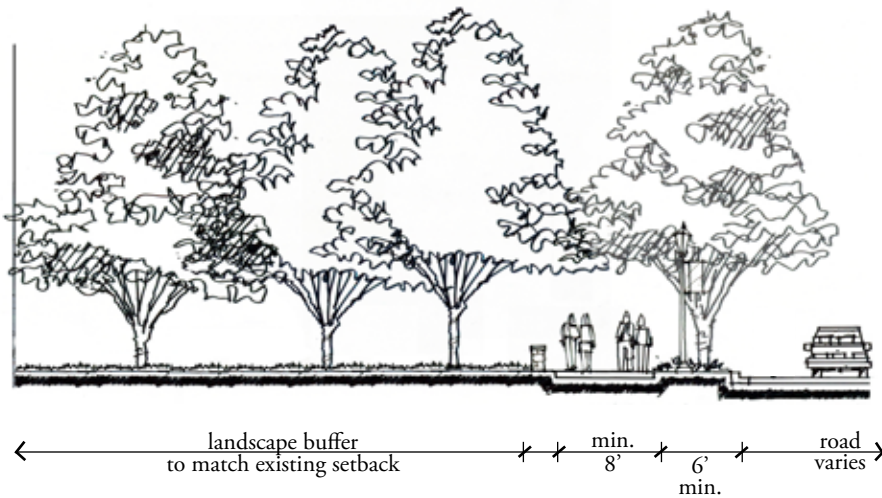 landscape buffer
to match existing setback
min.
8’
6’
min.
road
varies